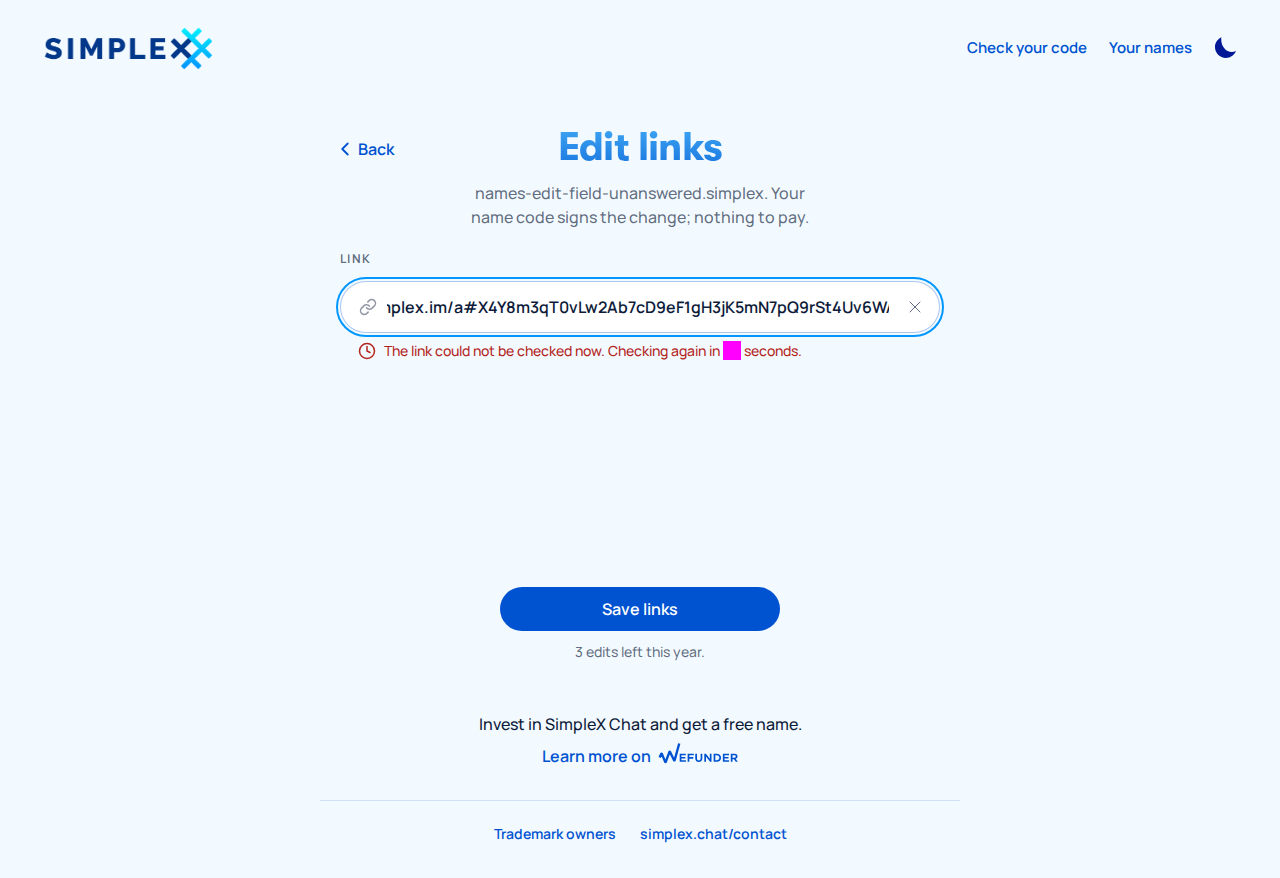 SIMPLEX
Check your code
Your names
Back
Edit links
names-edit-field-unanswered.simplex. Your
name code signs the change; nothing to pay.
LINK
plex.im/a#X4Y8m3qT0vLw2Ab7cD9eF1gH3jK5mN7pQ9rSt4Uv6W
The link could not be checked now. Checking again in seconds.
Save links
3 edits left this year.
Invest in SimpleX Chat and get a free name.
Learn more on WEFUNDER
Trademark owners
simplex.chat/contact